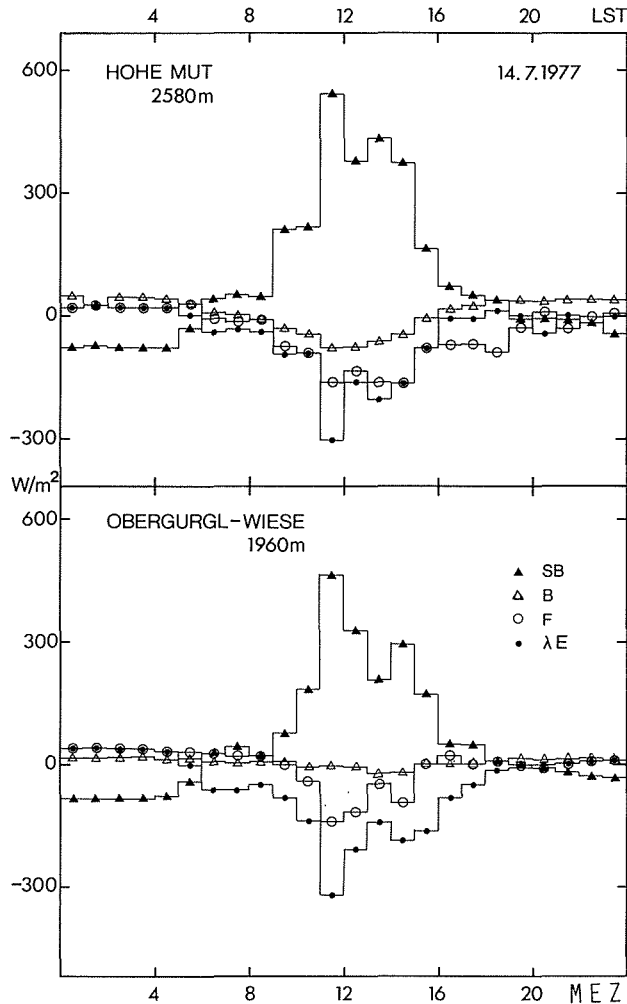 4 8 12 16 20 LST
600
HOHE MUT 14.7.1977
2580m
300
0
-300
W/m²
600
OBERGURGL-WIESE
1960m
SB
B
300
F
λE
0
-300
4 8 12 16 20 MEZ